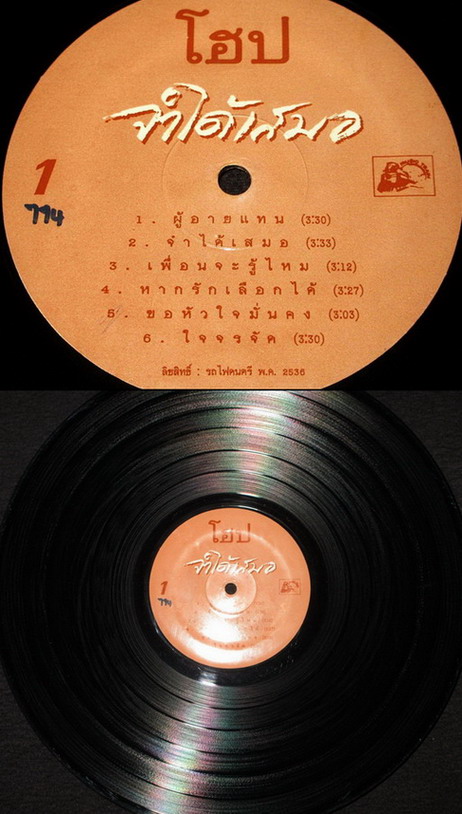 โฮป
จำได้เสมอ
1
794
1. ผู้อายแทน (3:30)
2. จำได้เสมอ (3:33)
3. เพื่อนจะรู้ไหม (3:12)
4. หากรักเลือกได้ (3:27)
5. ขอหัวใจมั่นคง (3:03)
6. ใจจรจัด (3:30)
ลิขสิทธิ์ : รถไฟดนตรี พ.ศ. 2536
โฮป
จำได้เสมอ
1
794